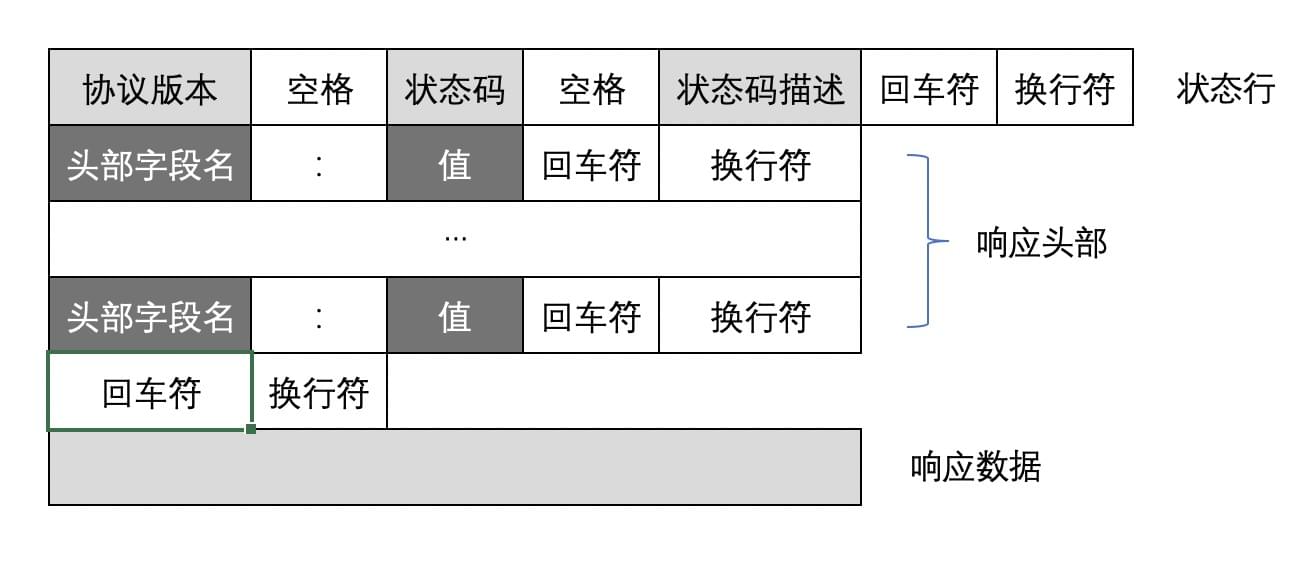 协议版本 空格 状态码 空格 状态码描述 回车符 换行符 状态行
头部字段名 : 值 回车符 换行符
...
响应头部
头部字段名 : 值 回车符 换行符
回车符 换行符
响应数据